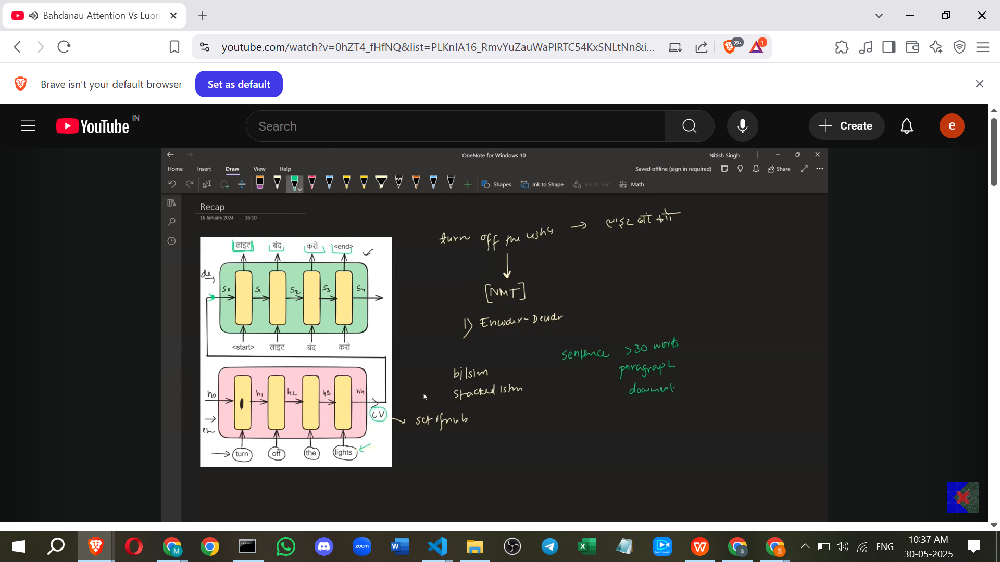 Bahdanau Attention Vs Luon
youtube.com/watch?v=0hZT4_fHfNQ&list=PLKnIA16_RmvYuZauWaPlRTC54KxSNLtNn&i...
99+
1
Brave isn't your default browser
Set as default
YouTube IN
Search
Create
e
OneNote for Windows 10
Nitish Singh
Home Insert Draw View Help
Saved offline (sign in required)
Share
Shapes
Ink to Shape
Ink to Text
Math
Recap
16 January 2024 16:10
turn off the → लाइट
लाइट बंद करो <end>
de
S0 S1 S2 S3 S4
<start> लाइट बंद करो
[NMT]
1) Encoder-Decoder
sentence >30 words
paragraph
document
bilstm
stacked lstm
h0 h1 h2 h3 h4
CV → set of
en
turn off the lights
zoom
ENG
10:37 AM
30-05-2025